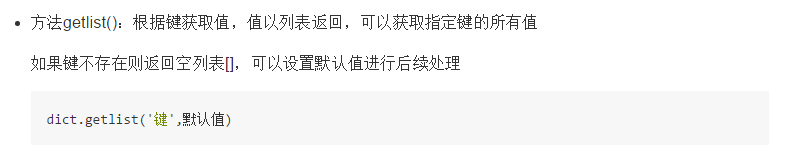 方法getlist()：根据键获取值，值以列表返回，可以获取指定键的所有值
如果键不存在则返回空列表[]，可以设置默认值进行后续处理
dict.getlist('键',默认值)